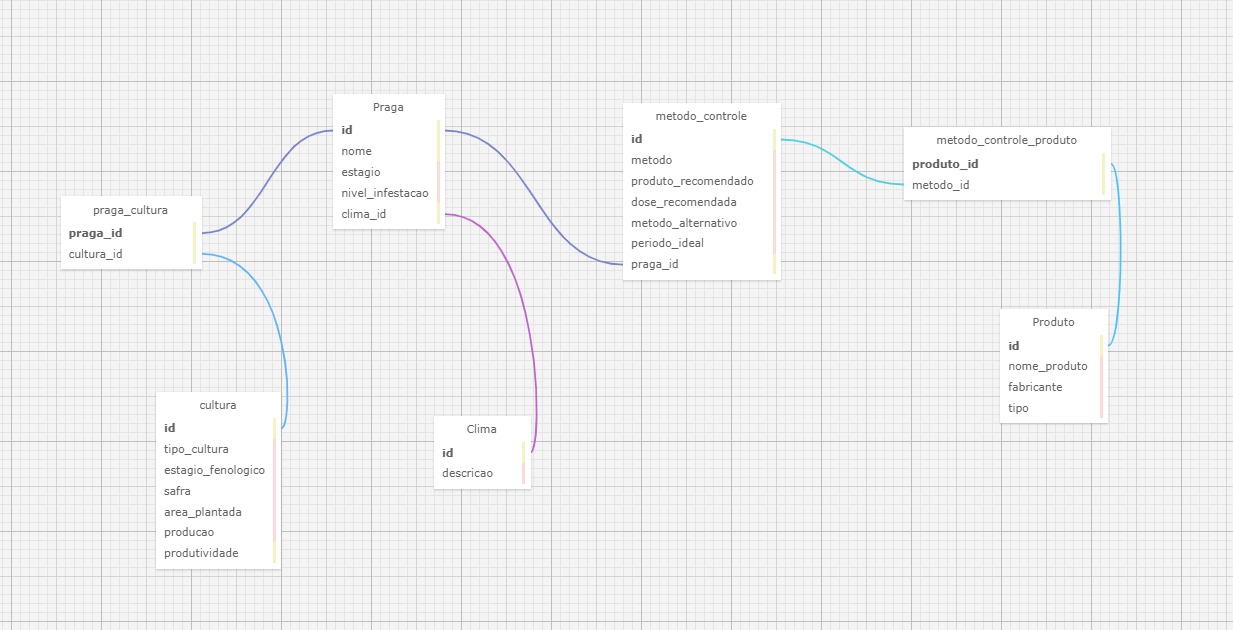 Praga
id
nome
estagio
nivel_infestacao
clima_id
metodo_controle
id
metodo
produto_recomendado
dose_recomendada
metodo_alternativo
periodo_ideal
praga_id
metodo_controle_produto
produto_id
metodo_id
praga_cultura
praga_id
cultura_id
Produto
id
nome_produto
fabricante
tipo
cultura
id
tipo_cultura
estagio_fenologico
safra
area_plantada
producao
produtividade
Clima
id
descricao